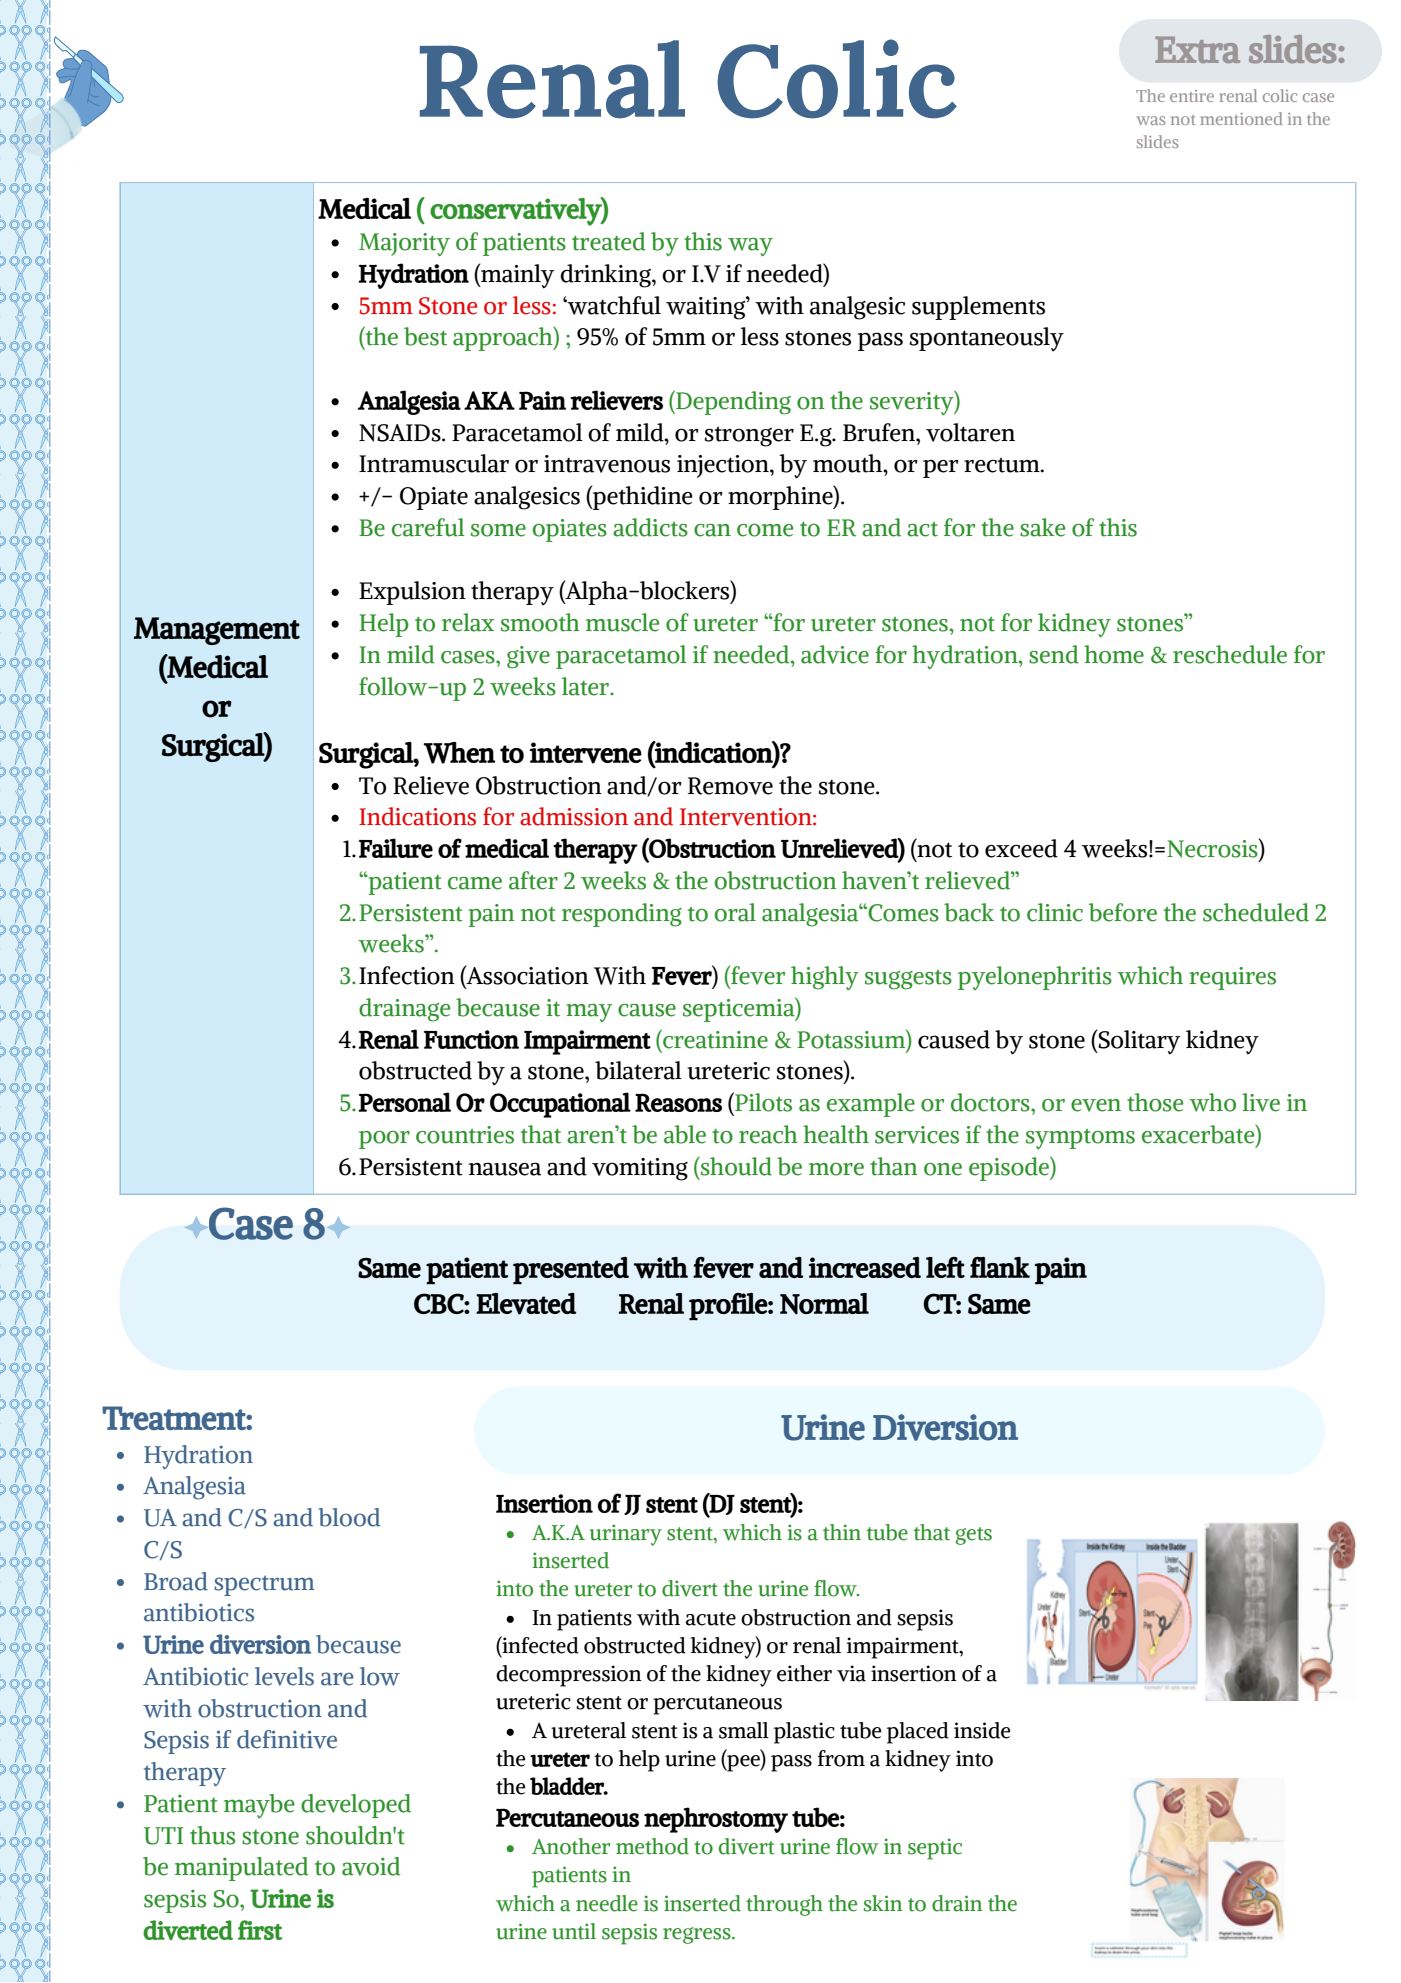 Renal Colic
Extra slides:
The entire renal colic case
was not mentioned in the
slides
Management
(Medical
or
Surgical)
Medical ( conservatively)
• Majority of patients treated by this way
• Hydration (mainly drinking, or I.V if needed)
• 5mm Stone or less: ‘watchful waiting’ with analgesic supplements
(the best approach) ; 95% of 5mm or less stones pass spontaneously
• Analgesia AKA Pain relievers (Depending on the severity)
• NSAIDs. Paracetamol of mild, or stronger E.g. Brufen, voltaren
• Intramuscular or intravenous injection, by mouth, or per rectum.
• +/- Opiate analgesics (pethidine or morphine).
• Be careful some opiates addicts can come to ER and act for the sake of this
• Expulsion therapy (Alpha-blockers)
• Help to relax smooth muscle of ureter “for ureter stones, not for kidney stones”
• In mild cases, give paracetamol if needed, advice for hydration, send home & reschedule for
follow-up 2 weeks later.
Surgical, When to intervene (indication)?
• To Relieve Obstruction and/or Remove the stone.
• Indications for admission and Intervention:
1. Failure of medical therapy (Obstruction Unrelieved) (not to exceed 4 weeks!=Necrosis)
“patient came after 2 weeks & the obstruction haven’t relieved”
2. Persistent pain not responding to oral analgesia“Comes back to clinic before the scheduled 2
weeks”.
3. Infection (Association With Fever) (fever highly suggests pyelonephritis which requires
drainage because it may cause septicemia)
4. Renal Function Impairment (creatinine & Potassium) caused by stone (Solitary kidney
obstructed by a stone, bilateral ureteric stones).
5. Personal Or Occupational Reasons (Pilots as example or doctors, or even those who live in
poor countries that aren’t be able to reach health services if the symptoms exacerbate)
6. Persistent nausea and vomiting (should be more than one episode)
Case 8
Same patient presented with fever and increased left flank pain
CBC: Elevated Renal profile: Normal CT: Same
Treatment:
• Hydration
• Analgesia
• UA and C/S and blood
C/S
• Broad spectrum
antibiotics
• Urine diversion because
Antibiotic levels are low
with obstruction and
Sepsis if definitive
therapy
• Patient maybe developed
UTI thus stone shouldn't
be manipulated to avoid
sepsis So, Urine is
diverted first
Urine Diversion
Insertion of JJ stent (DJ stent):
• A.K.A urinary stent, which is a thin tube that gets
inserted
into the ureter to divert the urine flow.
• In patients with acute obstruction and sepsis
(infected obstructed kidney) or renal impairment,
decompression of the kidney either via insertion of a
ureteric stent or percutaneous
• A ureteral stent is a small plastic tube placed inside
the ureter to help urine (pee) pass from a kidney into
the bladder.
Percutaneous nephrostomy tube:
• Another method to divert urine flow in septic
patients in
which a needle is inserted through the skin to drain the
urine until sepsis regress.
Inside the Kidney
Inside the Bladder
Kidney
Ureter
Bladder
Stent
Pee
Ureter
Ureter
Stent
Stent
Pee